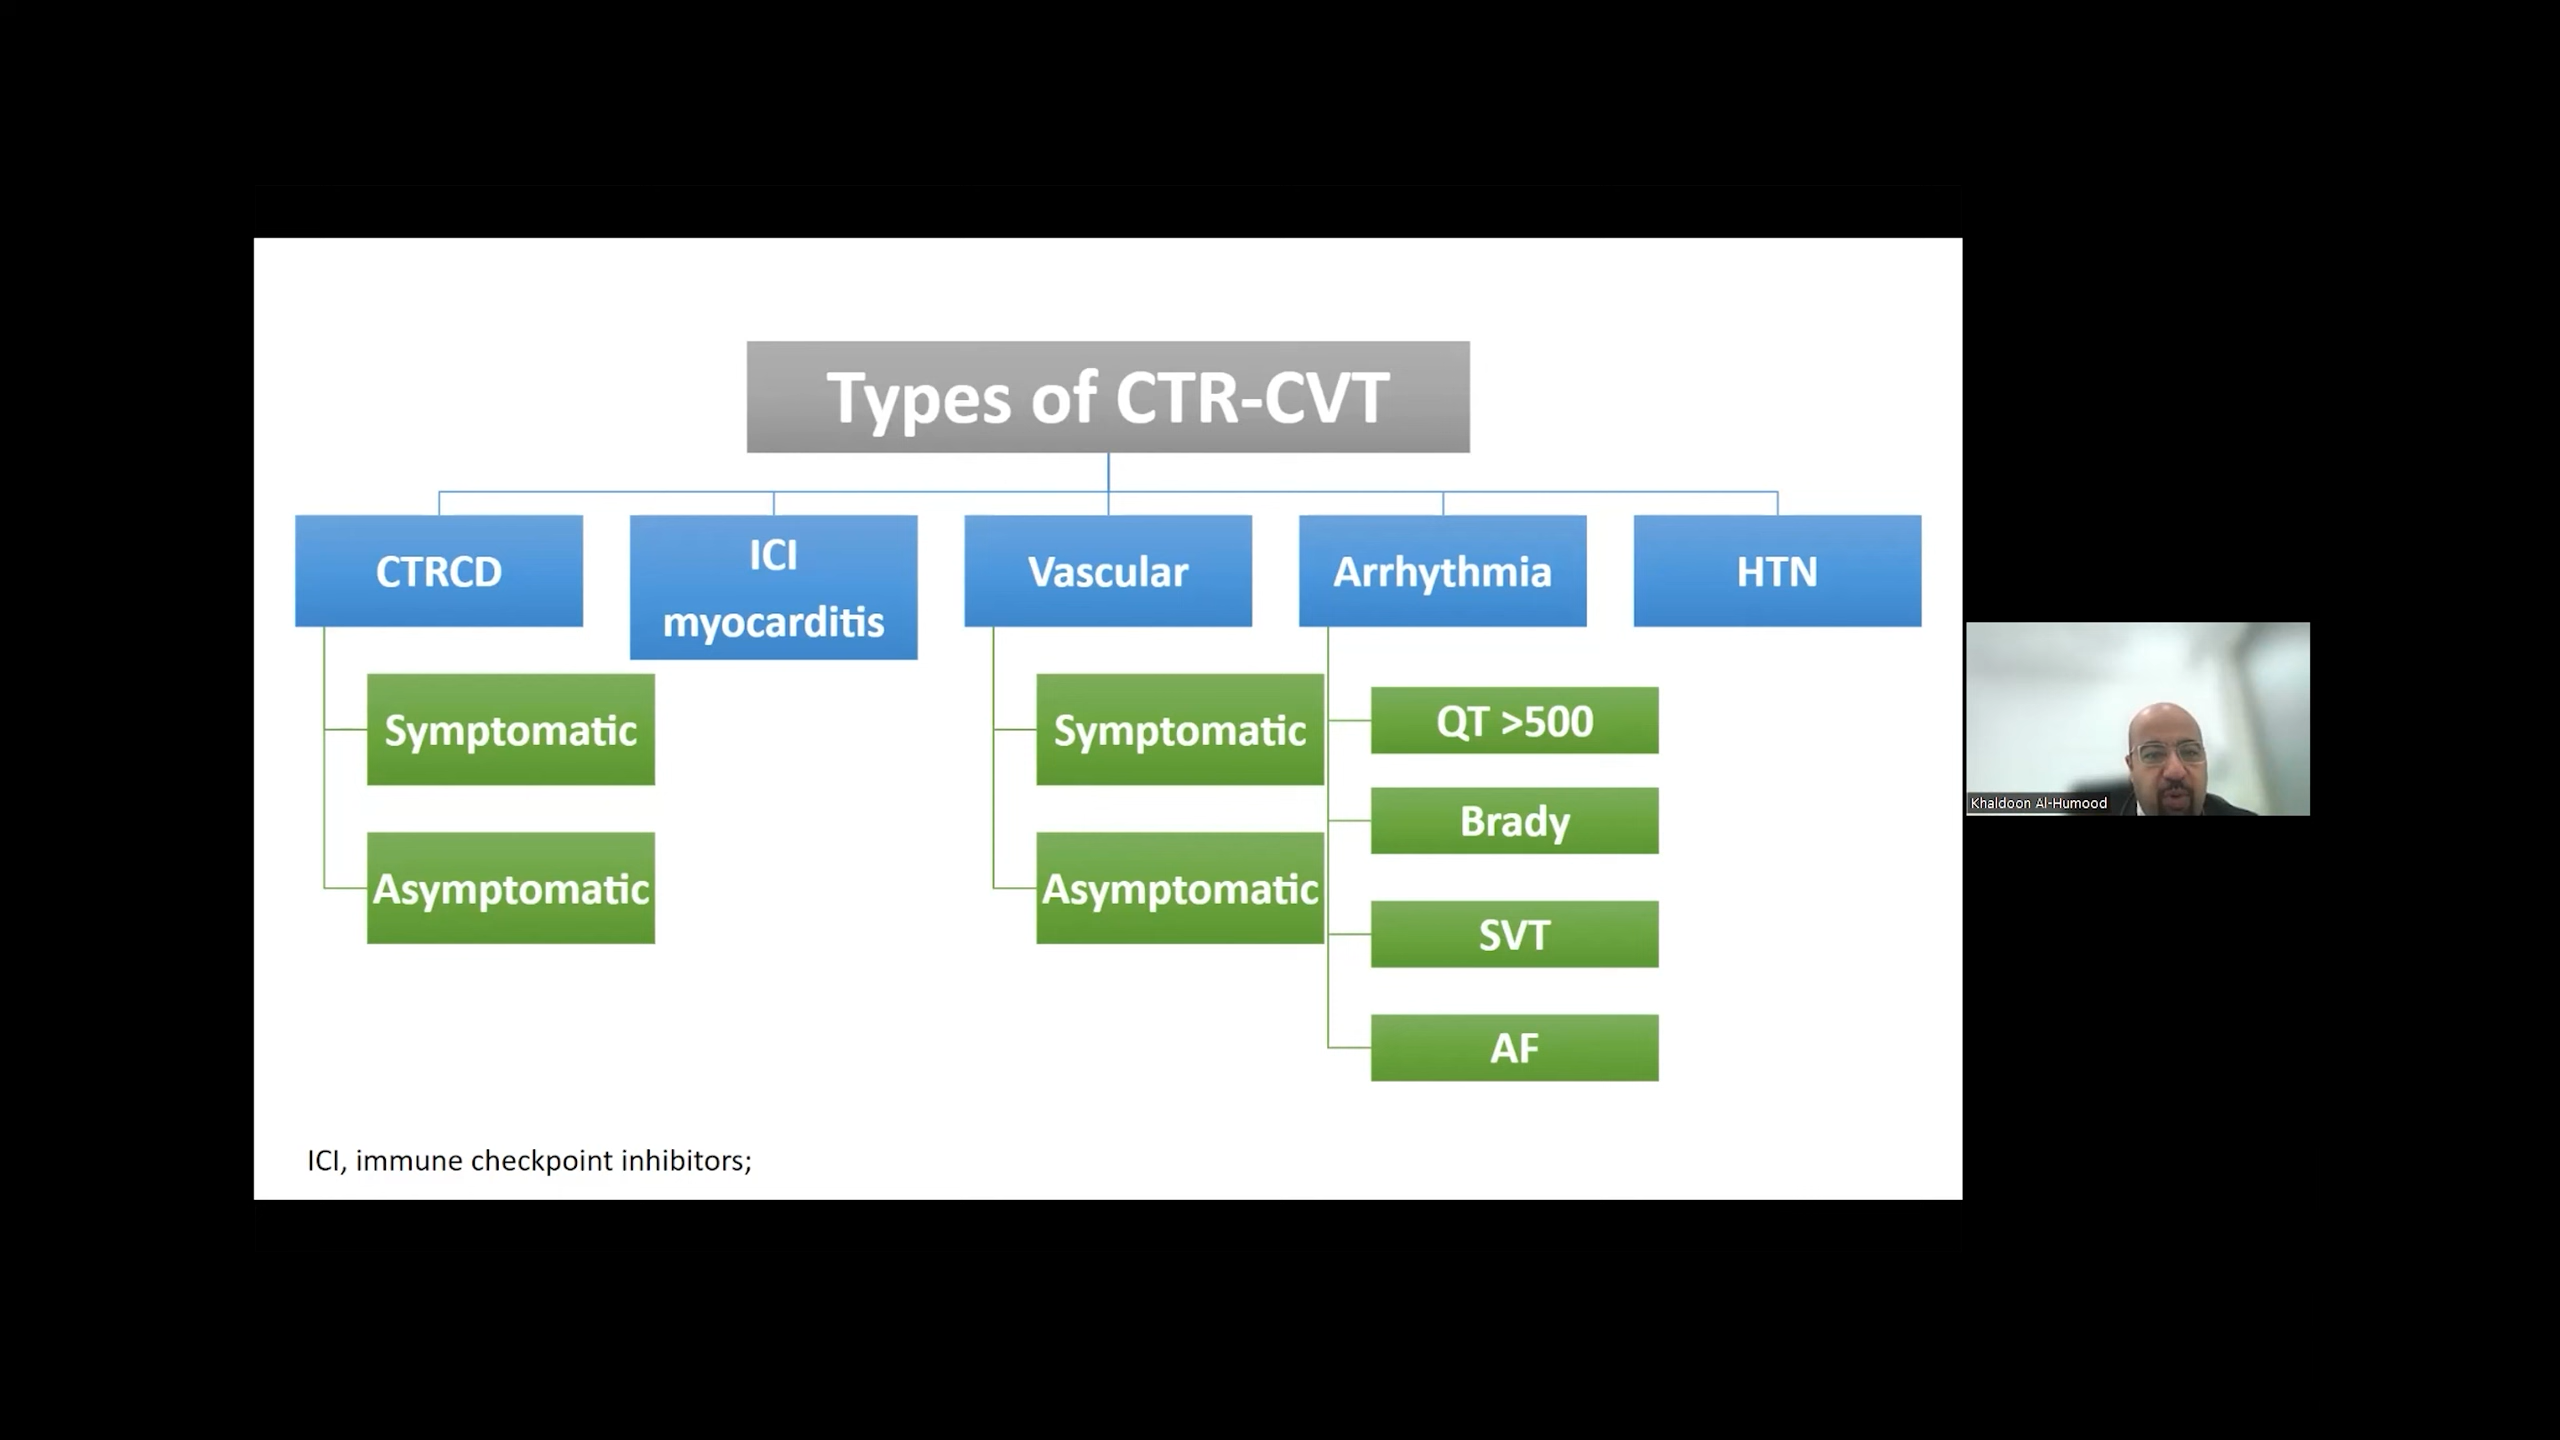 Types of CTR-CVT
CTRCD
Symptomatic
Asymptomatic
ICI
myocarditis
Vascular
Symptomatic
Asymptomatic
Arrhythmia
QT >500
Brady
SVT
AF
HTN
ICI, immune checkpoint inhibitors;
Khaldoon Al-Humood